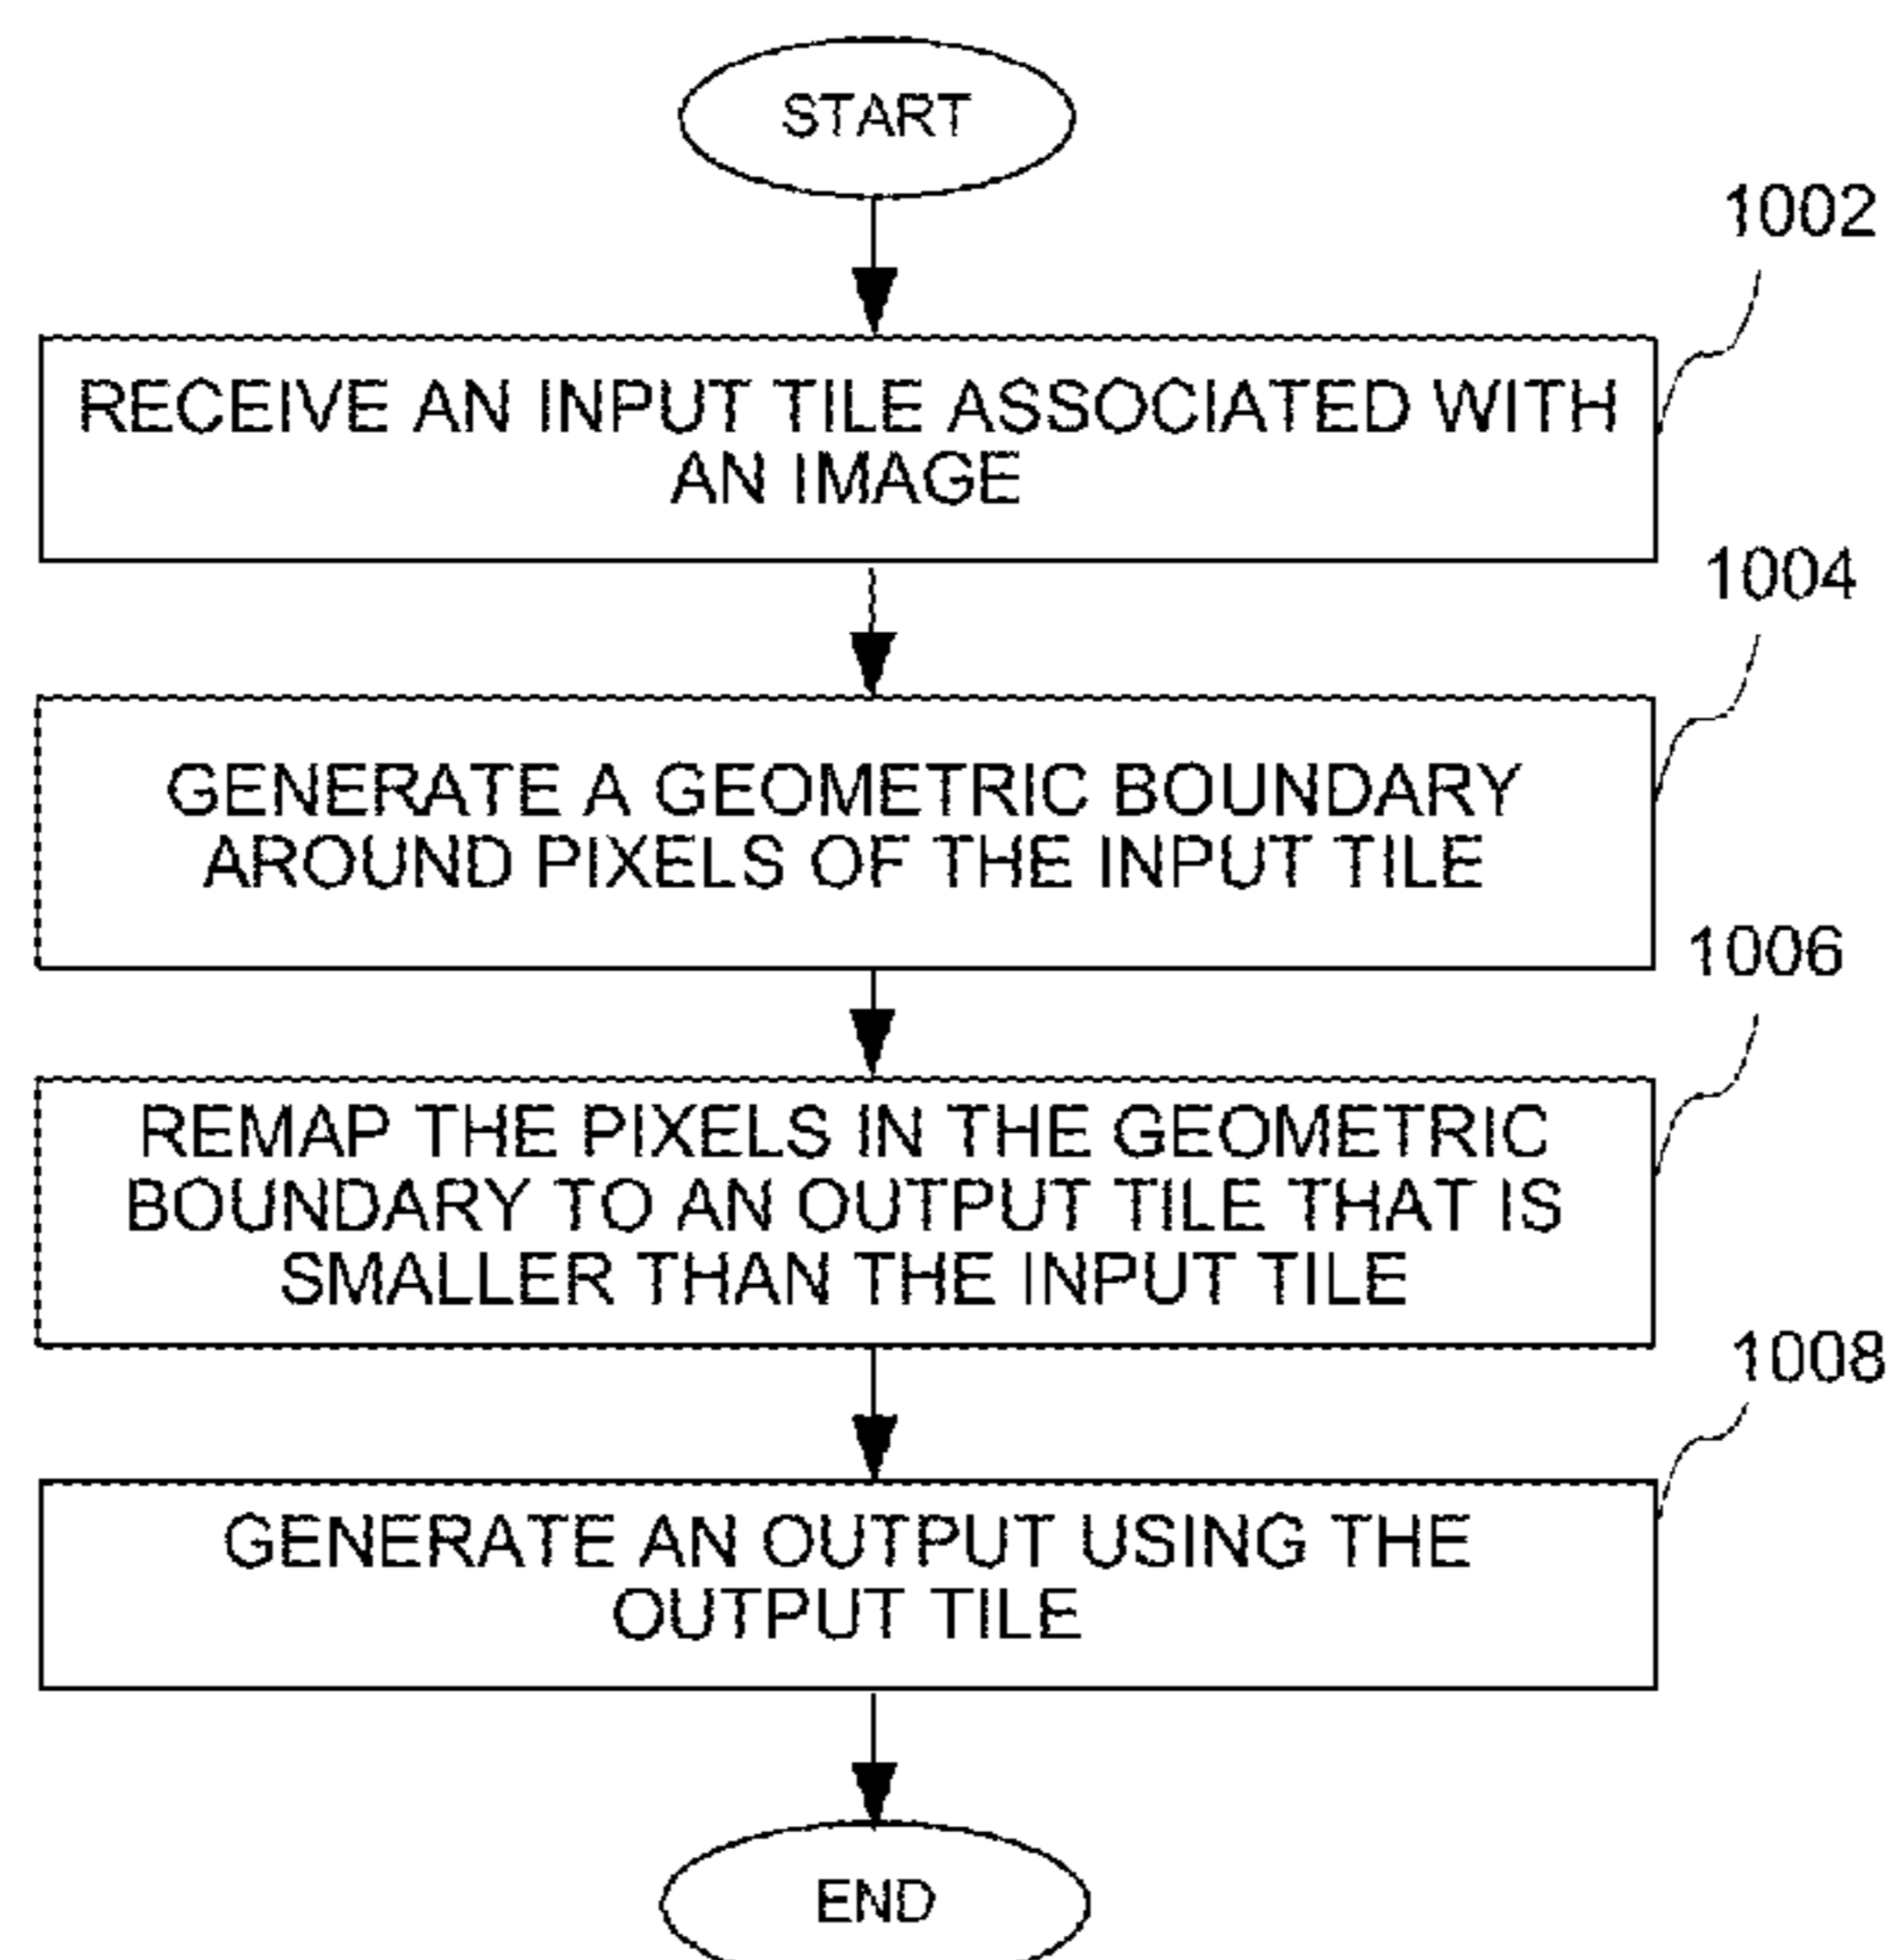 START
1002
RECEIVE AN INPUT TILE ASSOCIATED WITH
AN IMAGE
1004
GENERATE A GEOMETRIC BOUNDARY
AROUND PIXELS OF THE INPUT TILE
1006
REMAP THE PIXELS IN THE GEOMETRIC
BOUNDARY TO AN OUTPUT TILE THAT IS
SMALLER THAN THE INPUT TILE
1008
GENERATE AN OUTPUT USING THE
OUTPUT TILE
END